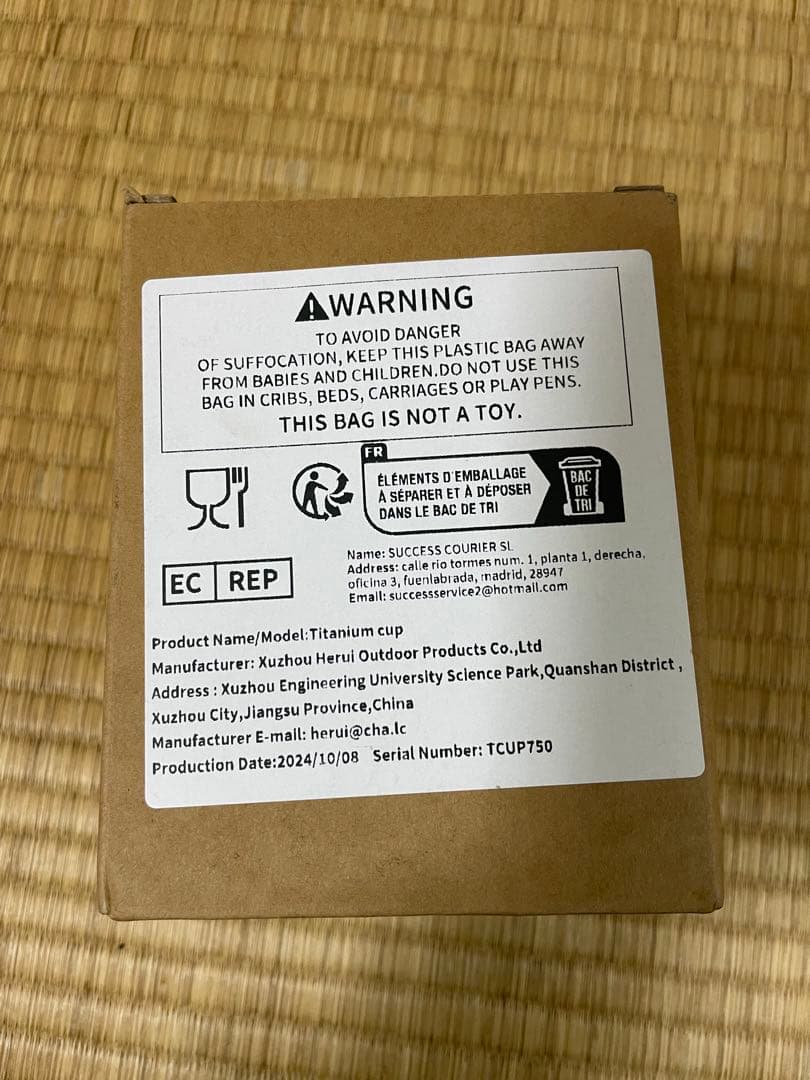 WARNING
TO AVOID DANGER
OF SUFFOCATION, KEEP THIS PLASTIC BAG AWAY
FROM BABIES AND CHILDREN.DO NOT USE THIS
BAG IN CRIBS, BEDS, CARRIAGES OR PLAY PENS.
THIS BAG IS NOT A TOY.
FR
ÉLÉMENTS D'EMBALLAGE
À SÉPARER ET À DÉPOSER
DANS LE BAC DE TRI
BAC
DE
TRI
EC REP
Name: SUCCESS COURIER SL
Address: calle rio tormes num. 1, planta 1, derecha,
oficina 3, fuenlabrada, madrid, 28947
Email: successservice2@hotmail.com
Product Name/Model:Titanium cup
Manufacturer: Xuzhou Herui Outdoor Products Co.,Ltd
Address : Xuzhou Engineering University Science Park,Quanshan District ,
Xuzhou City,Jiangsu Province,China
Manufacturer E-mail: herui@cha.lc
Production Date:2024/10/08 Serial Number: TCUP750